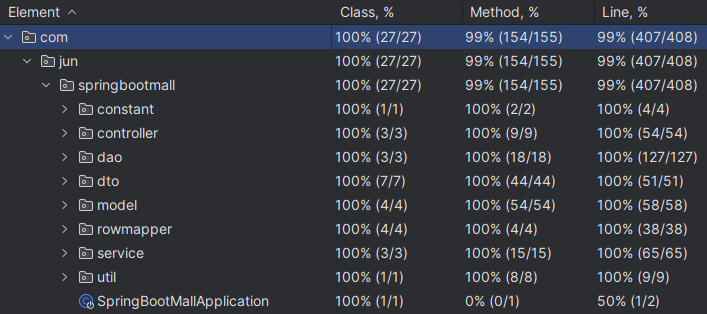 Element Class, % Method, % Line, %
com 100% (27/27) 99% (154/155) 99% (407/408)
jun 100% (27/27) 99% (154/155) 99% (407/408)
springbootmall 100% (27/27) 99% (154/155) 99% (407/408)
constant 100% (1/1) 100% (2/2) 100% (4/4)
controller 100% (3/3) 100% (9/9) 100% (54/54)
dao 100% (3/3) 100% (18/18) 100% (127/127)
dto 100% (7/7) 100% (44/44) 100% (51/51)
model 100% (4/4) 100% (54/54) 100% (58/58)
rowmapper 100% (4/4) 100% (4/4) 100% (38/38)
service 100% (3/3) 100% (15/15) 100% (65/65)
util 100% (1/1) 100% (8/8) 100% (9/9)
SpringBootMallApplication 100% (1/1) 0% (0/1) 50% (1/2)